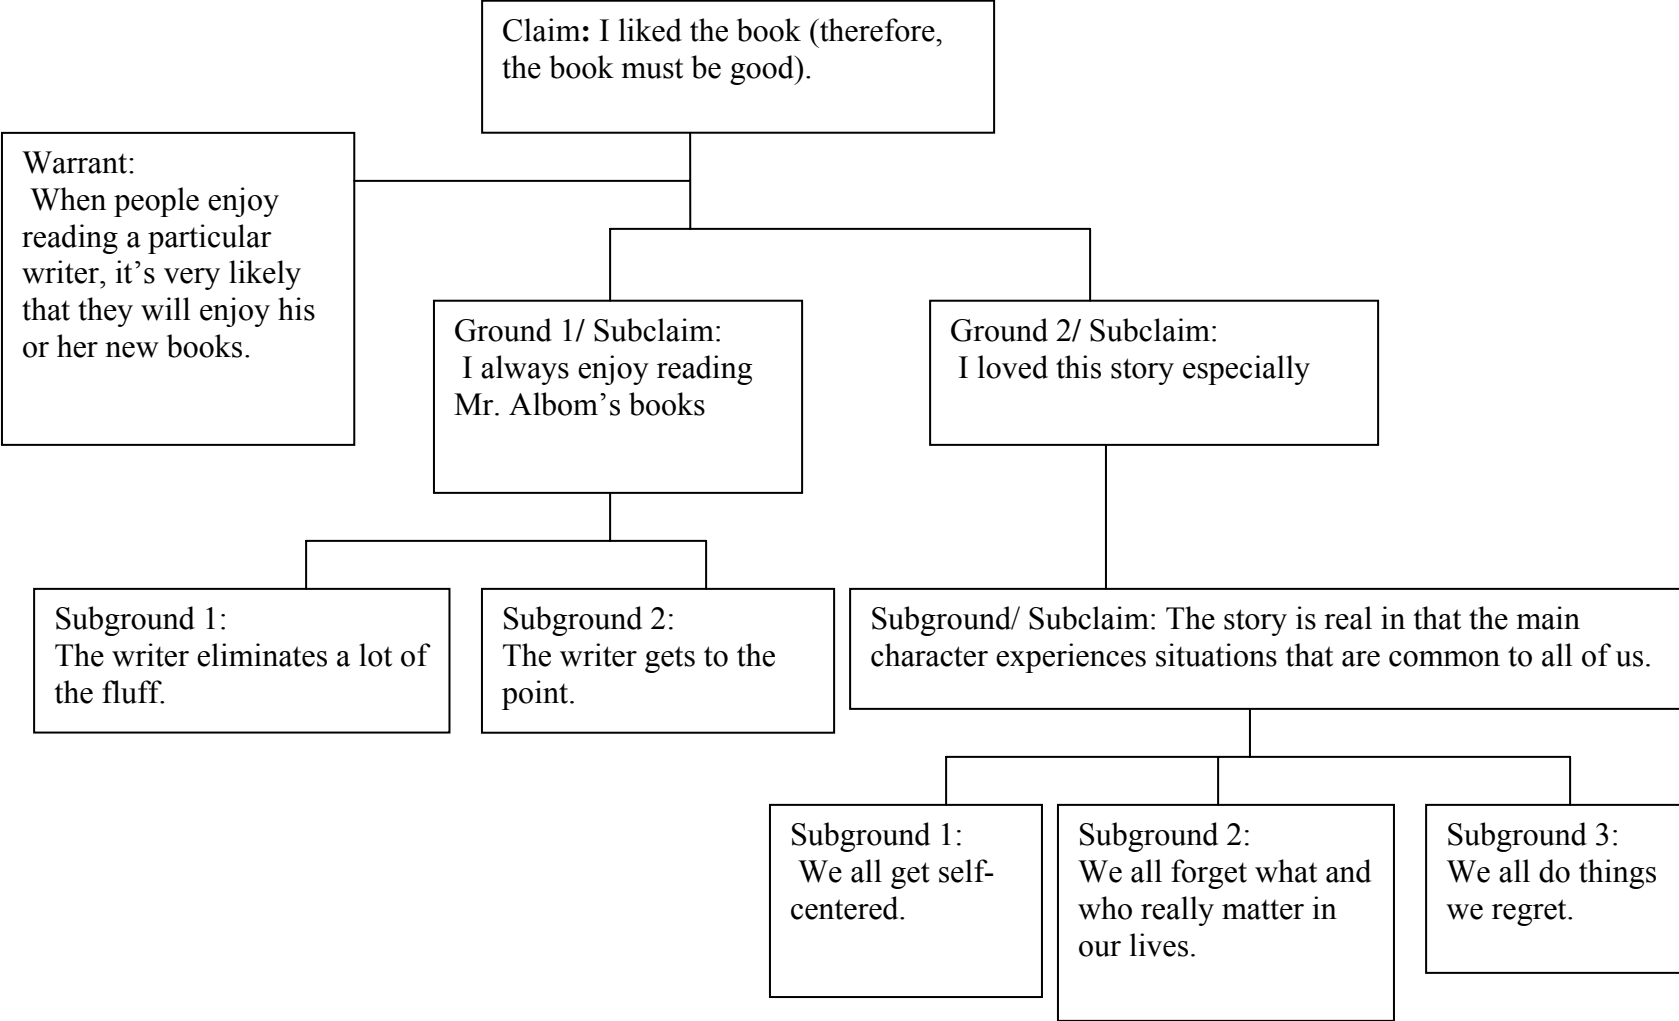 Claim: I liked the book (therefore,
the book must be good).
Warrant:
When people enjoy
reading a particular
writer, it’s very likely
that they will enjoy his
or her new books.
Ground 1/ Subclaim:
I always enjoy reading
Mr. Albom’s books
Ground 2/ Subclaim:
I loved this story especially
Subground 1:
The writer eliminates a lot of
the fluff.
Subground 2:
The writer gets to the
point.
Subground/ Subclaim: The story is real in that the main
character experiences situations that are common to all of us.
Subground 1:
We all get self-
centered.
Subground 2:
We all forget what and
who really matter in
our lives.
Subground 3:
We all do things
we regret.